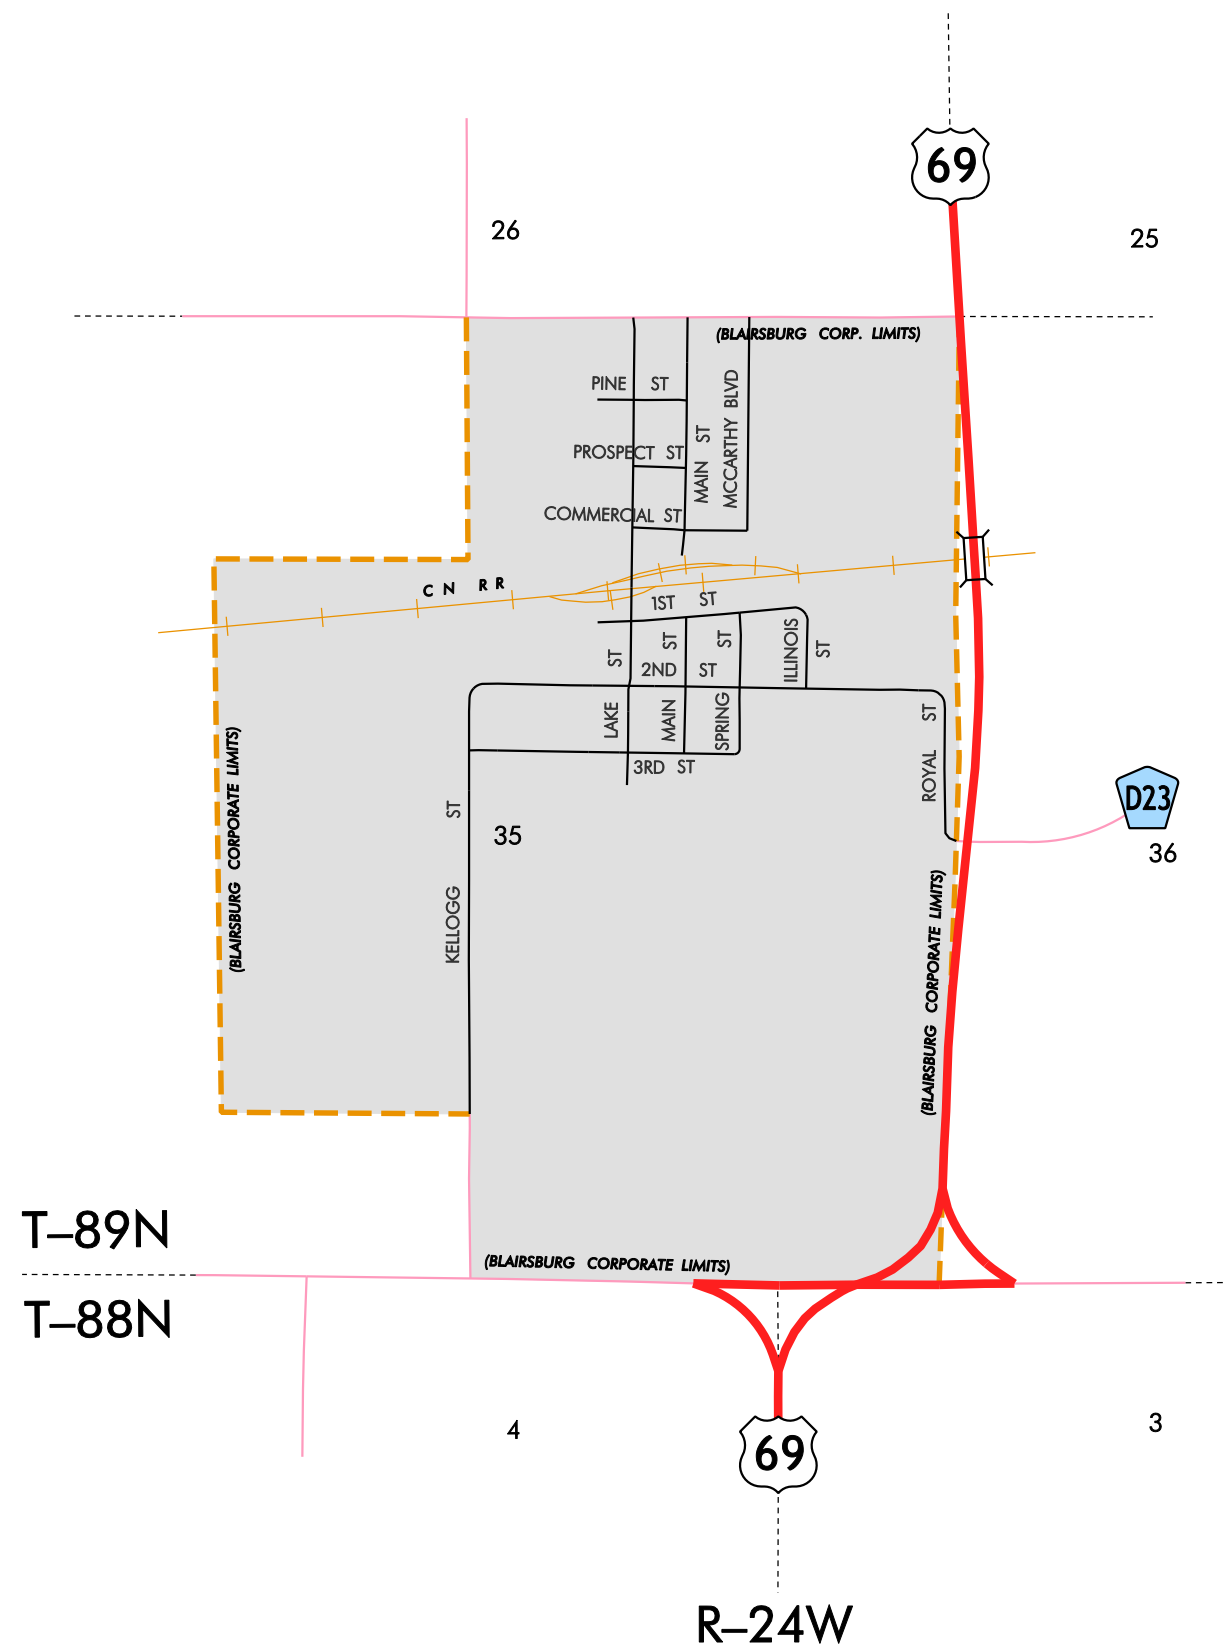 69
26
25
(BLAIRSBURG CORP. LIMITS)
PINE ST
MCCARTHY BLVD
MAIN ST
PROSPECT ST
COMMERCIAL ST
C N R R
1ST ST
ST
ST
ST
ILLINOIS ST
2ND ST
LAKE
MAIN
SPRING
ROYAL ST
3RD ST
(BLAIRSBURG CORPORATE LIMITS)
KELLOGG ST
35
D23
36
(BLAIRSBURG CORPORATE LIMITS)
T–89N
(BLAIRSBURG CORPORATE LIMITS)
T–88N
4
3
69
R–24W